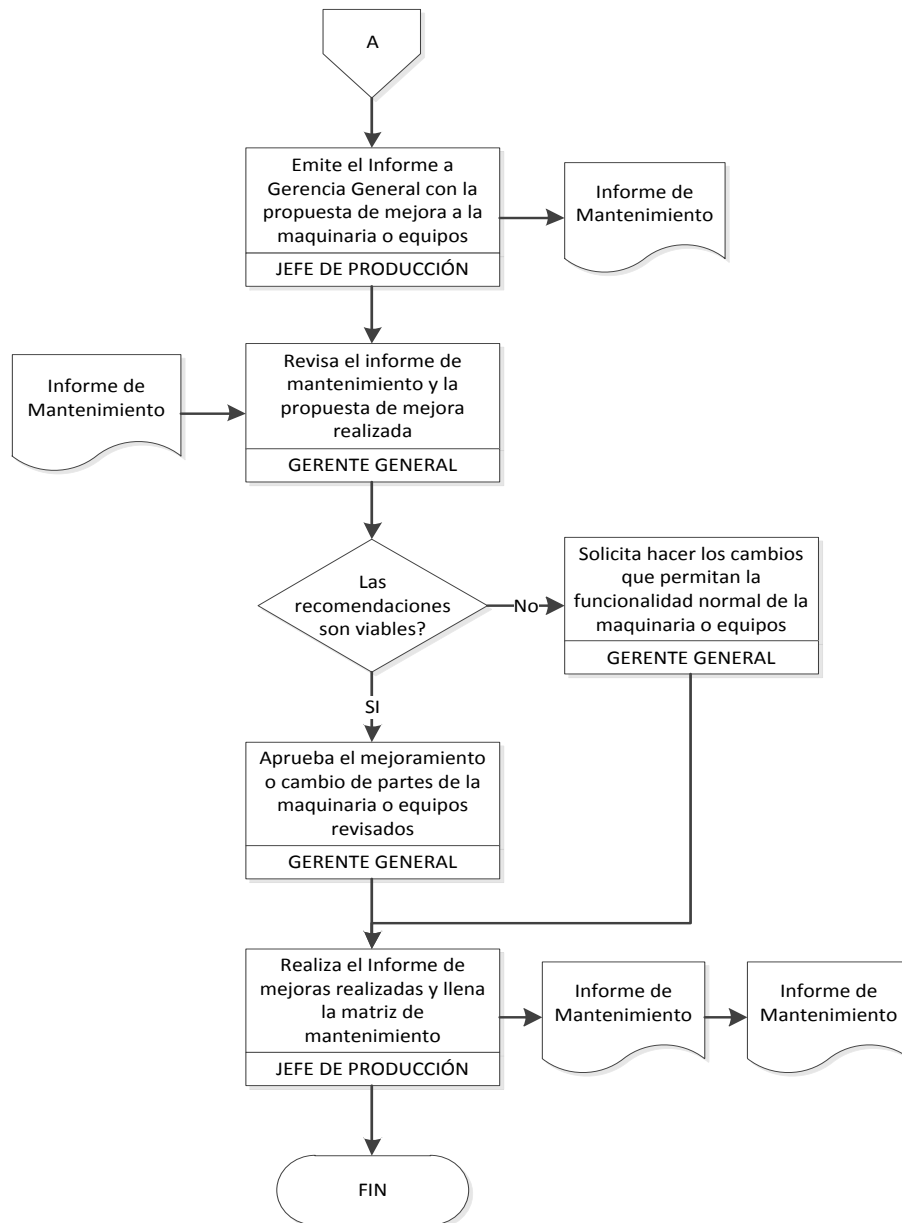 A
Emite el Informe a
Gerencia General con la
propuesta de mejora a la
maquinaria o equipos
JEFE DE PRODUCCIÓN
Informe de
Mantenimiento
Informe de
Mantenimiento
Revisa el informe de
mantenimiento y la
propuesta de mejora
realizada
GERENTE GENERAL
Las
recomendaciones
son viables?
No
Solicita hacer los cambios
que permitan la
funcionalidad normal de la
maquinaria o equipos
GERENTE GENERAL
SI
Aprueba el mejoramiento
o cambio de partes de la
maquinaria o equipos
revisados
GERENTE GENERAL
Realiza el Informe de
mejoras realizadas y llena
la matriz de
mantenimiento
JEFE DE PRODUCCIÓN
Informe de
Mantenimiento
Informe de
Mantenimiento
FIN